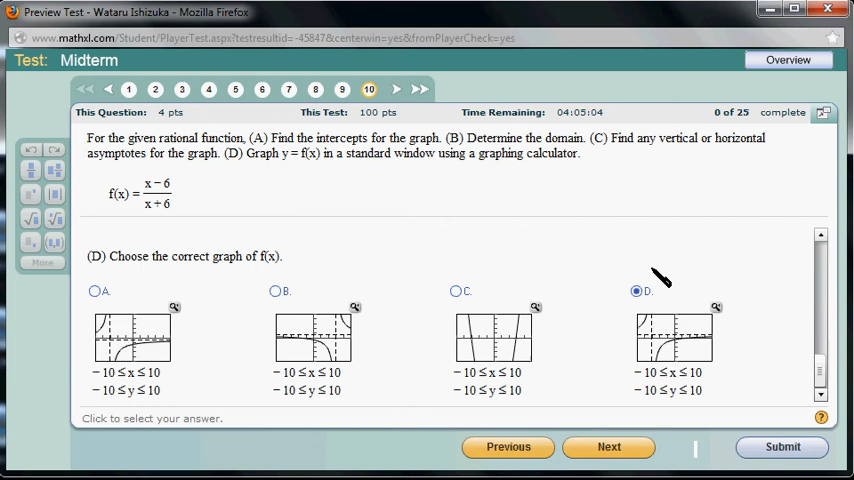 Preview Test - Wataru Ishizuka - Mozilla Firefox
www.mathxl.com/Student/PlayerTest.aspx?testresultid=-45847&centerwin=yes&fromPlayerCheck=yes
Test: Midterm
Overview
1 2 3 4 5 6 7 8 9 10
This Question: 4 pts
This Test: 100 pts
Time Remaining: 04:05:04
0 of 25 complete
For the given rational function, (A) Find the intercepts for the graph. (B) Determine the domain. (C) Find any vertical or horizontal
asymptotes for the graph. (D) Graph y = f(x) in a standard window using a graphing calculator.
f(x) = x − 6
x + 6
More
(D) Choose the correct graph of f(x).
A. B. C. D.
− 10 ≤ x ≤ 10 − 10 ≤ x ≤ 10 − 10 ≤ x ≤ 10 − 10 ≤ x ≤ 10
− 10 ≤ y ≤ 10 − 10 ≤ y ≤ 10 − 10 ≤ y ≤ 10 − 10 ≤ y ≤ 10
Click to select your answer.
?
Previous Next Submit